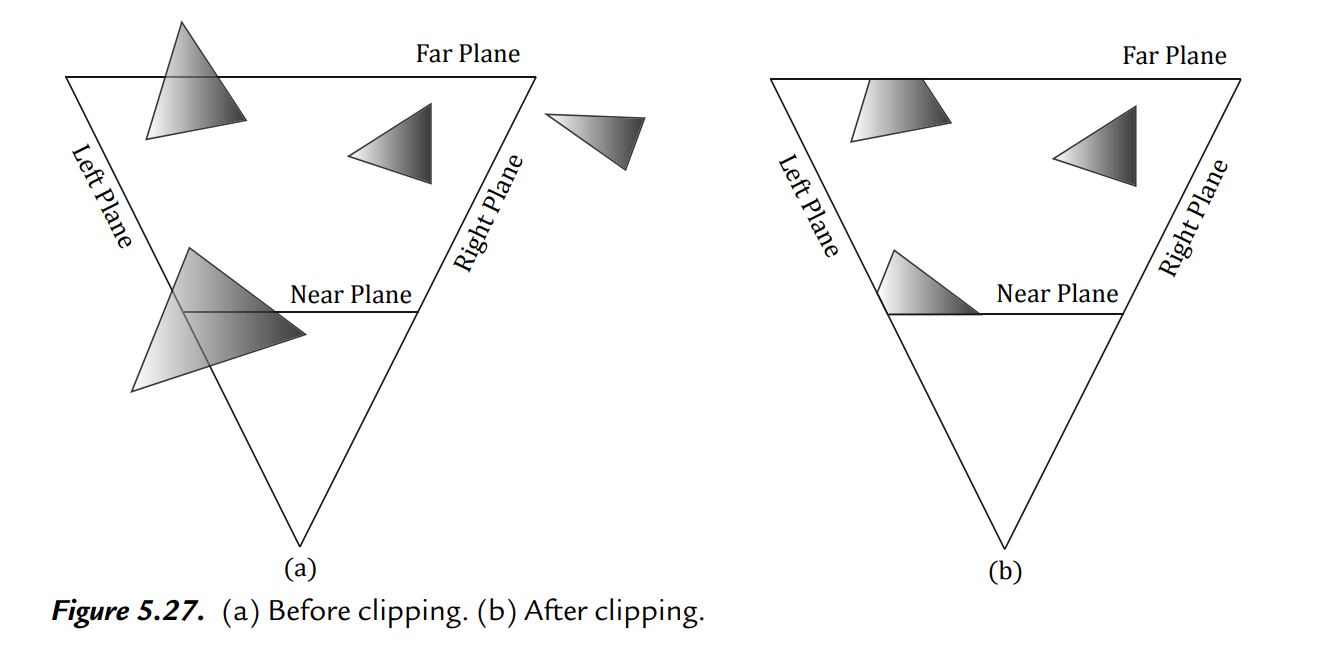 Far Plane
Left Plane
Right Plane
Near Plane
(a)
Far Plane
Left Plane
Right Plane
Near Plane
(b)
Figure 5.27. (a) Before clipping. (b) After clipping.